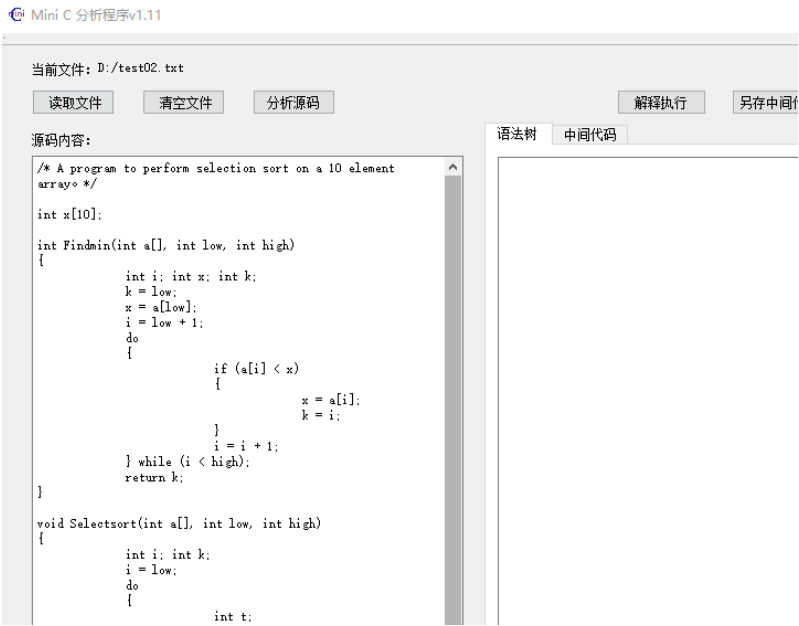 mini Mini C 分析程序v1.11
当前文件: D:/test02.txt
读取文件 清空文件 分析源码 解释执行 另存中间
源码内容: 语法树 中间代码
/* A program to perform selection sort on a 10 element
array。*/
int x[10];
int Findmin(int a[], int low, int high)
{
int i; int x; int k;
k = low;
x = a[low];
i = low + 1;
do
{
if (a[i] < x)
{
x = a[i];
k = i;
}
i = i + 1;
} while (i < high);
return k;
}
void Selectsort(int a[], int low, int high)
{
int i; int k;
i = low;
do
{
int t;